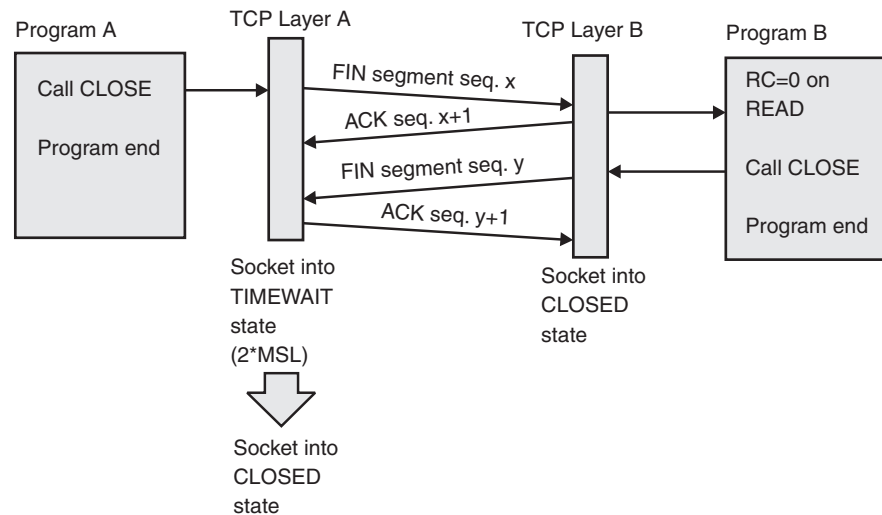 Program A
TCP Layer A
TCP Layer B
Program B
Call CLOSE
Program end
FIN segment seq. x
ACK seq. x+1
FIN segment seq. y
ACK seq. y+1
RC=0 on
READ
Call CLOSE
Program end
Socket into
TIMEWAIT
state
(2*MSL)
Socket into
CLOSED
state
Socket into
CLOSED
state